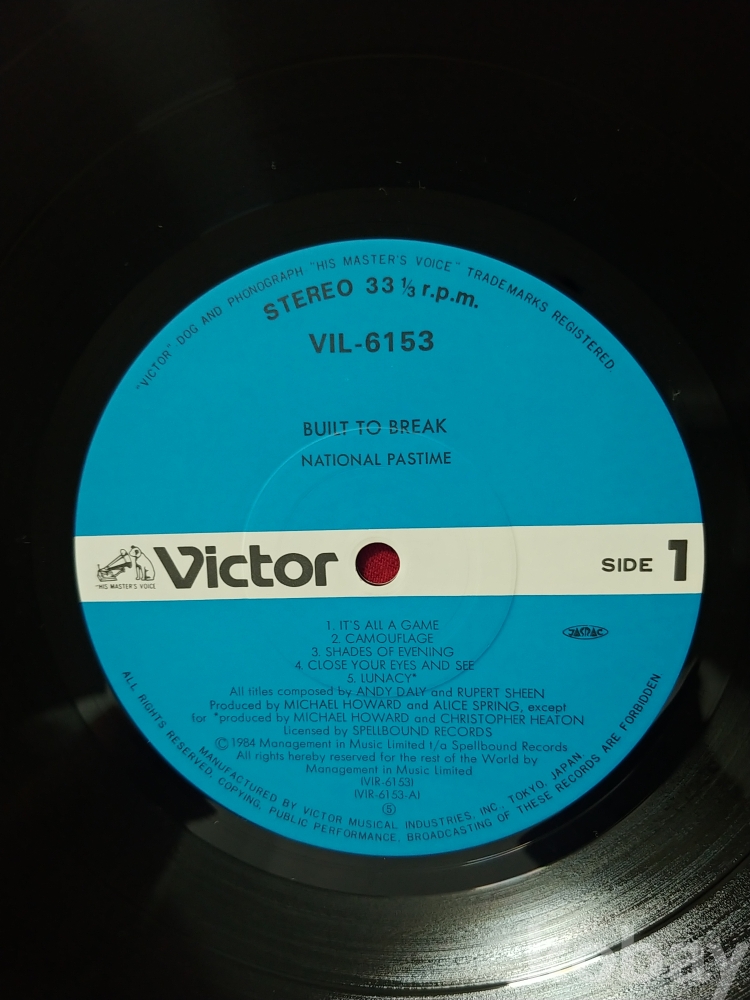 "VICTOR" DOG AND PHONOGRAPH "HIS MASTER'S VOICE" TRADEMARKS REGISTERED.
STEREO 33 ⅓ r.p.m.
VIL-6153
BUILT TO BREAK
NATIONAL PASTIME
"HIS MASTER'S VOICE"
Victor
SIDE 1
1. IT'S ALL A GAME
2. CAMOUFLAGE
3. SHADES OF EVENING
4. CLOSE YOUR EYES AND SEE
5. LUNACY*
JASRAC
All titles composed by ANDY DALY and RUPERT SHEEN
Produced by MICHAEL HOWARD and ALICE SPRING, except
for *produced by MICHAEL HOWARD and CHRISTOPHER HEATON
Licensed by SPELLBOUND RECORDS
Ⓒ 1984 Management in Music Limited t/a Spellbound Records
All rights hereby reserved for the rest of the World by
Management in Music Limited
(VIR-6153)
(VIR-6153-A)
Ⓢ
MANUFACTURED BY VICTOR MUSICAL INDUSTRIES, INC., TOKYO, JAPAN.
ALL RIGHTS RESERVED. COPYING, PUBLIC PERFORMANCE, BROADCASTING OF THESE RECORDS ARE FORBIDDEN
ebay